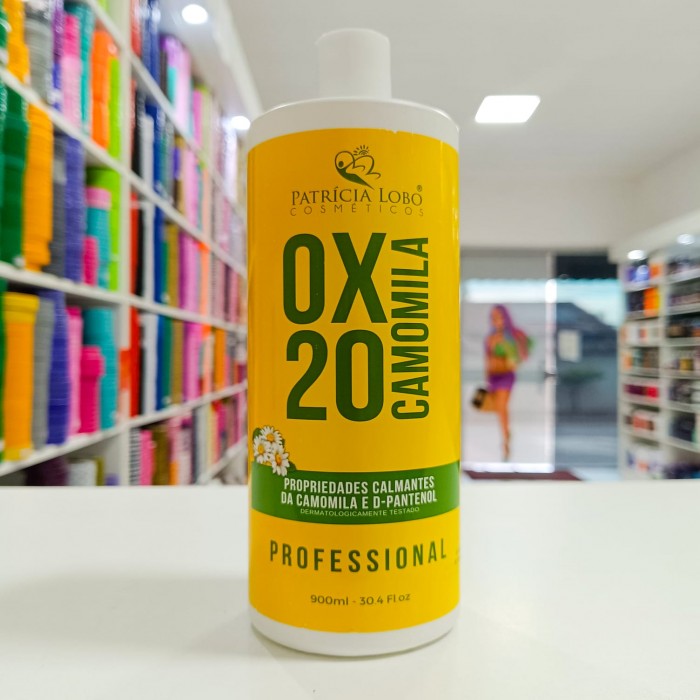 PATRÍCIA LOBO®
COSMÉTICOS
OX
20
CAMOMILA
PROPRIEDADES CALMANTES
DA CAMOMILA E D-PANTENOL
DERMATOLOGICAMENTE TESTADO
PROFESSIONAL
900ml - 30.4 Fl.oz